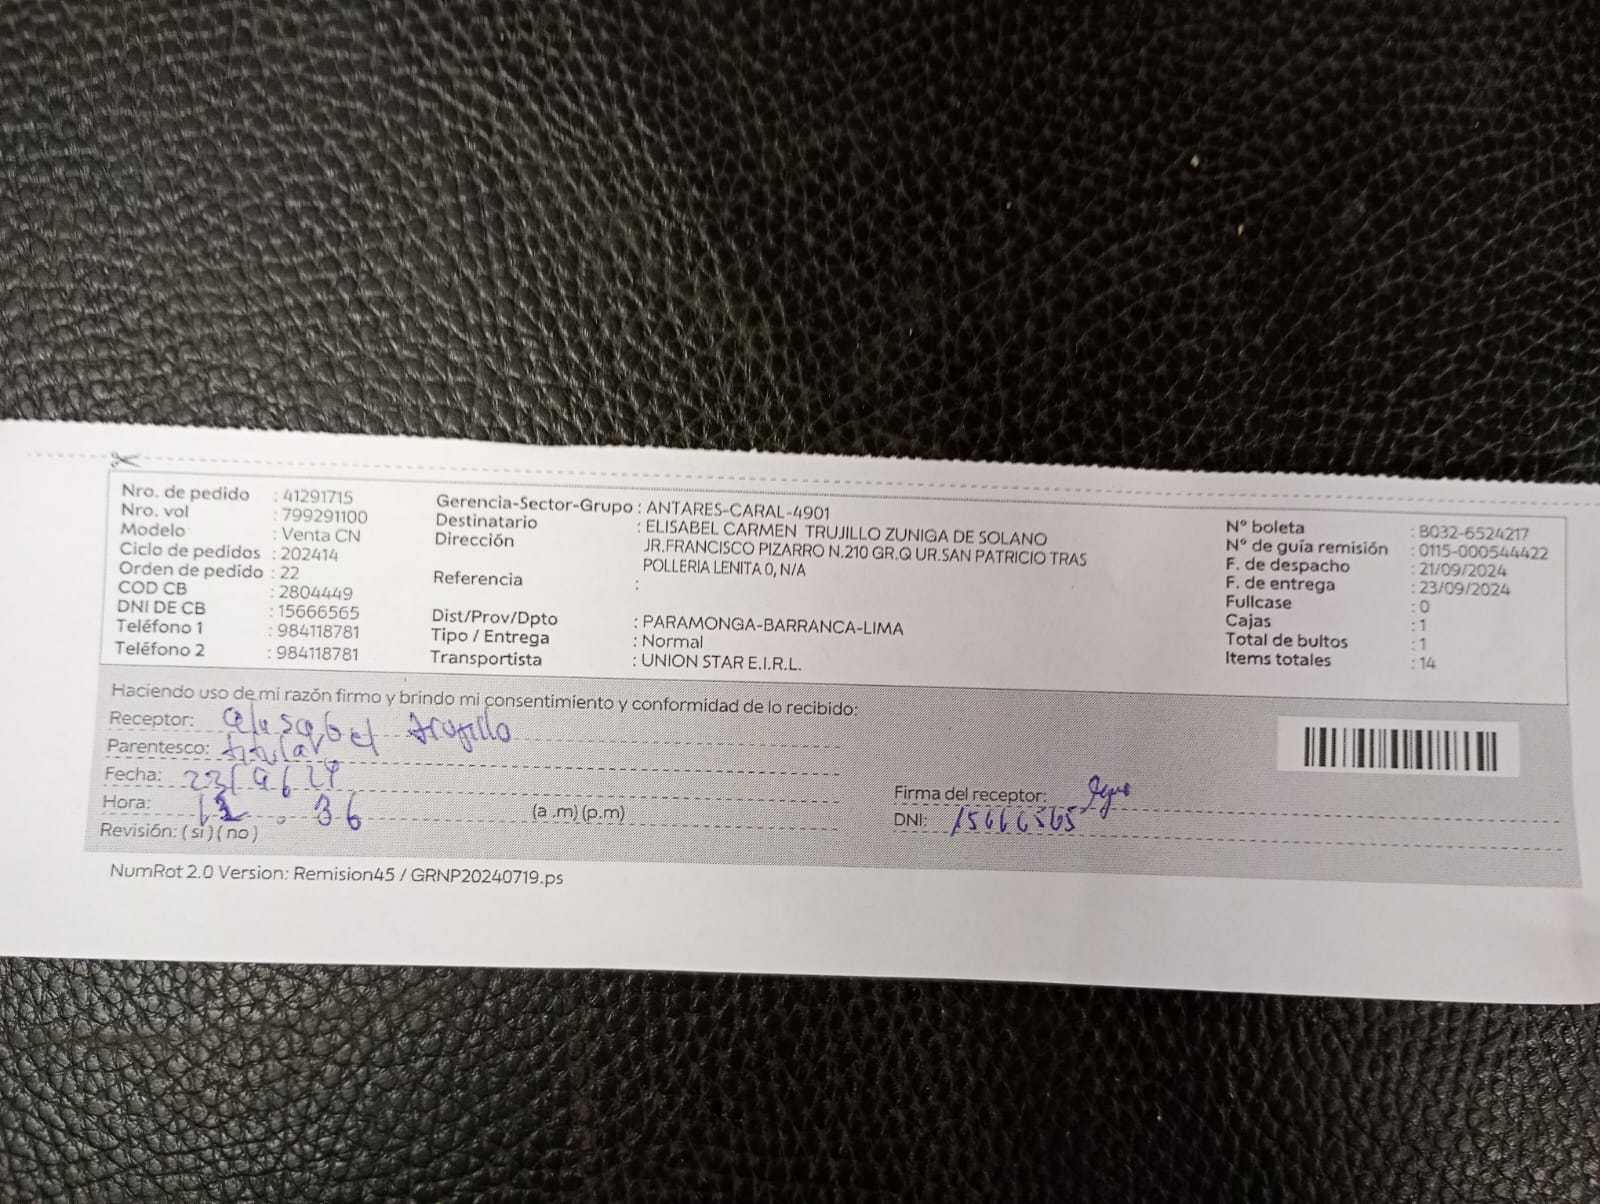 Nro. de pedido : 41291715
Nro. vol : 799291100
Modelo : Venta CN
Ciclo de pedidos : 202414
Orden de pedido : 22
COD CB : 2804449
DNI DE CB : 15666565
Teléfono 1 : 984118781
Teléfono 2 : 984118781
Gerencia-Sector-Grupo : ANTARES-CARAL-4901
Destinatario : ELISABEL CARMEN TRUJILLO ZUNIGA DE SOLANO
Dirección JR.FRANCISCO PIZARRO N.210 GR.Q UR.SAN PATRICIO TRAS
POLLERIA LENITA 0, N/A
Referencia :
Dist/Prov/Dpto : PARAMONGA-BARRANCA-LIMA
Tipo / Entrega : Normal
Transportista : UNION STAR E.I.R.L.
N° boleta : B032-6524217
N° de guía remisión : 0115-000544422
F. de despacho : 21/09/2024
F. de entrega : 23/09/2024
Fullcase : 0
Cajas : 1
Total de bultos : 1
Items totales : 14
Haciendo uso de mi razón firmo y brindo mi consentimiento y conformidad de lo recibido:
Receptor: elisabel trujillo
Parentesco: titular
Fecha: 23/9/24
Hora: 12.36 (a .m) (p.m)
Revisión: ( si ) ( no )
Firma del receptor:
DNI: 15666565
NumRot 2.0 Version: Remision45 / GRNP20240719.ps